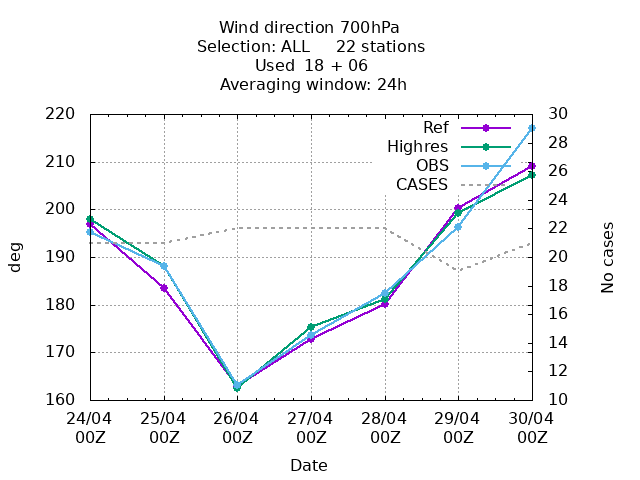 Wind direction 700hPa
Selection: ALL     22 stations
Used  18 + 06
Averaging window: 24h
220
210
200
190
180
170
160
deg
30
28
26
24
22
20
18
16
14
12
10
No cases
Ref
Highres
OBS
CASES
24/04 25/04 26/04 27/04 28/04 29/04 30/04
00Z 00Z 00Z 00Z 00Z 00Z 00Z
Date